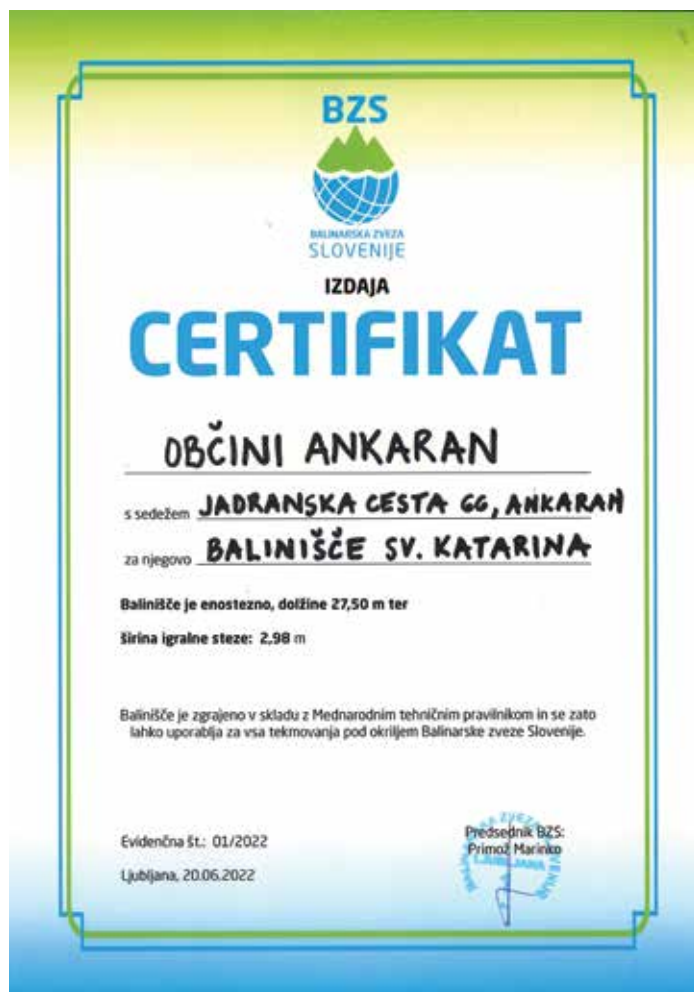 BZS
BALINARSKA ZVEZA
SLOVENIJE
IZDAJA
CERTIFIKAT
OBČINI ANKARAN
s sedežem JADRANSKA CESTA 66, ANKARAN
za njegovo BALINIŠČE SV. KATARINA
Balinišče je enostezno, dolžine 27,50 m ter
širina igralne steze: 2,98 m
Balinišče je zgrajeno v skladu z Mednarodnim tehničnim pravilnikom in se zato
lahko uporablja za vsa tekmovanja pod okriljem Balinarske zveze Slovenije.
Evidenčna št.: 01/2022
Ljubljana, 20.06.2022
Predsednik BZS:
Primož Marinko
LJUBLJANA